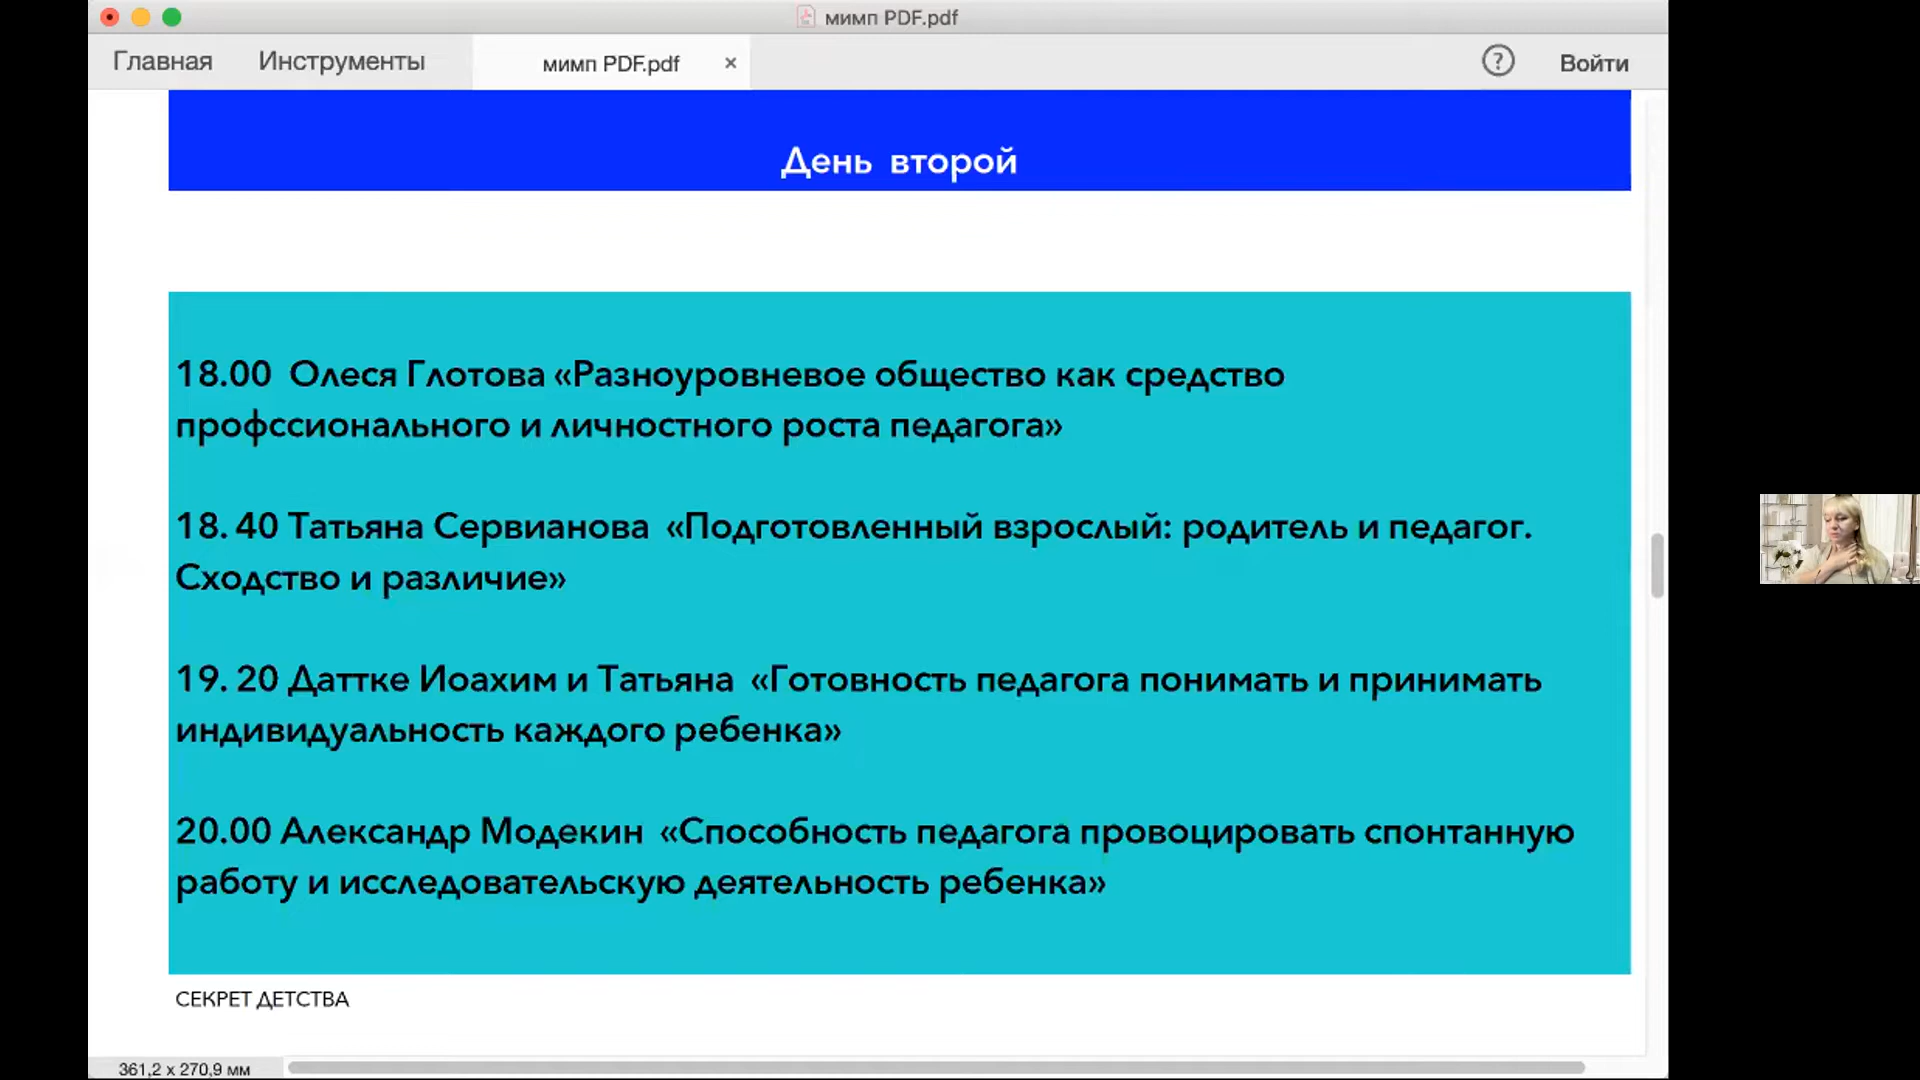 мимп PDF.pdf
Главная Инструменты мимп PDF.pdf × ? Войти
День второй
18.00 Олеся Глотова «Разноуровневое общество как средство
профссионального и личностного роста педагога»
18. 40 Татьяна Сервианова «Подготовленный взрослый: родитель и педагог.
Сходство и различие»
19. 20 Даттке Иоахим и Татьяна «Готовность педагога понимать и принимать
индивидуальность каждого ребенка»
20.00 Александр Модекин «Способность педагога провоцировать спонтанную
работу и исследовательскую деятельность ребенка»
СЕКРЕТ ДЕТСТВА
361,2 x 270,9 мм